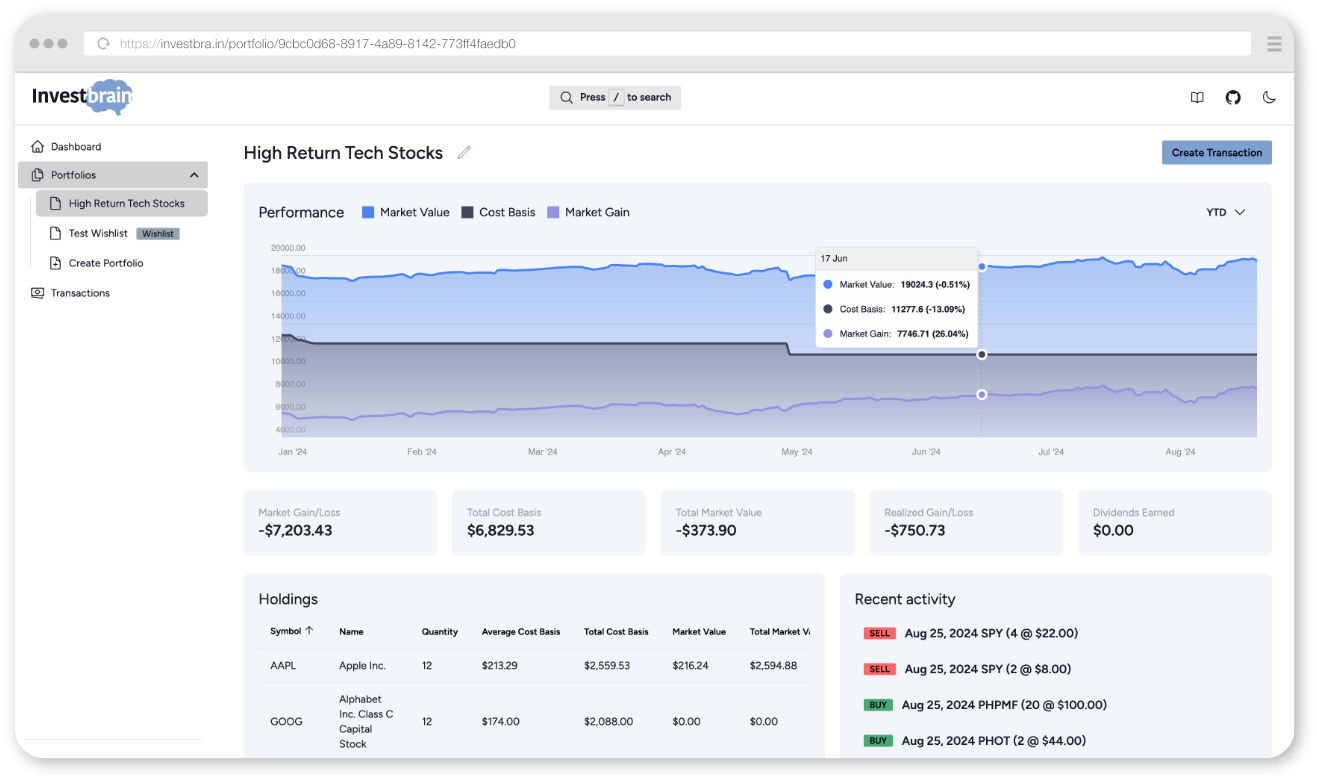 https://investbra.in/portfolio/9cbc0d68-8917-4a89-8142-773ff4faedb0
Investbrain
Press / to search
Dashboard
Portfolios
High Return Tech Stocks
Test Wishlist Wishlist
Create Portfolio
Transactions
High Return Tech Stocks
Create Transaction
Performance Market Value Cost Basis Market Gain
YTD
20000.00
18000.00
16000.00
14000.00
12000.00
10000.00
8000.00
6000.00
4000.00
17 Jun
Market Value: 19024.3 (-0.51%)
Cost Basis: 11277.6 (-13.09%)
Market Gain: 7746.71 (26.04%)
Jan '24 Feb '24 Mar '24 Apr '24 May '24 Jun '24 Jul '24 Aug '24
Market Gain/Loss
-$7,203.43
Total Cost Basis
$6,829.53
Total Market Value
-$373.90
Realized Gain/Loss
-$750.73
Dividends Earned
$0.00
Holdings
Symbol Name Quantity Average Cost Basis Total Cost Basis Market Value Total Market
AAPL Apple Inc. 12 $213.29 $2,559.53 $216.24 $2,594.88
GOOG Alphabet Inc. Class C Capital Stock 12 $174.00 $2,088.00 $0.00 $0.00
Recent activity
SELL Aug 25, 2024 SPY (4 @ $22.00)
SELL Aug 25, 2024 SPY (2 @ $8.00)
BUY Aug 25, 2024 PHPMF (20 @ $100.00)
BUY Aug 25, 2024 PHOT (2 @ $44.00)